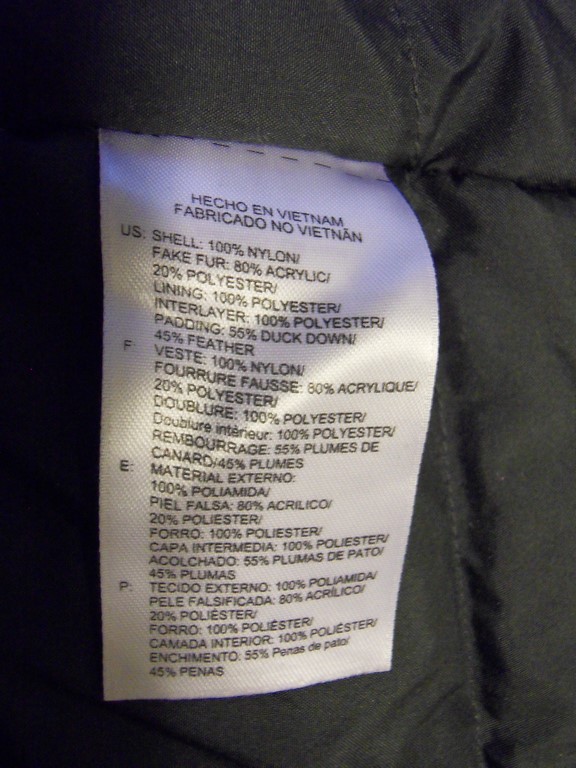 HECHO EN VIETNAM
FABRICADO NO VIETNÃN
US: SHELL: 100% NYLON/
FAKE FUR: 80% ACRYLIC/
20% POLYESTER/
LINING: 100% POLYESTER/
INTERLAYER: 100% POLYESTER/
PADDING: 55% DUCK DOWN/
45% FEATHER
F VESTE: 100% NYLON/
FOURRURE FAUSSE: 80% ACRYLIQUE/
20% POLYESTER/
DOUBLURE: 100% POLYESTER/
Doublure intérieur: 100% POLYESTER/
REMBOURRAGE: 55% PLUMES DE
CANARD/45% PLUMES
E: MATERIAL EXTERNO:
100% POLIAMIDA/
PIEL FALSA: 80% ACRILICO/
20% POLIESTER/
FORRO: 100% POLIESTER/
CAPA INTERMEDIA: 100% POLIESTER/
ACOLCHADO: 55% PLUMAS DE PATO/
45% PLUMAS
P: TECIDO EXTERNO: 100% POLIAMIDA/
PELE FALSIFICADA: 80% ACRÍLICO/
20% POLIÉSTER/
FORRO: 100% POLIÉSTER/
CAMADA INTERIOR: 100% POLIÉSTER/
ENCHIMENTO: 55% Penas de pato/
45% PENAS